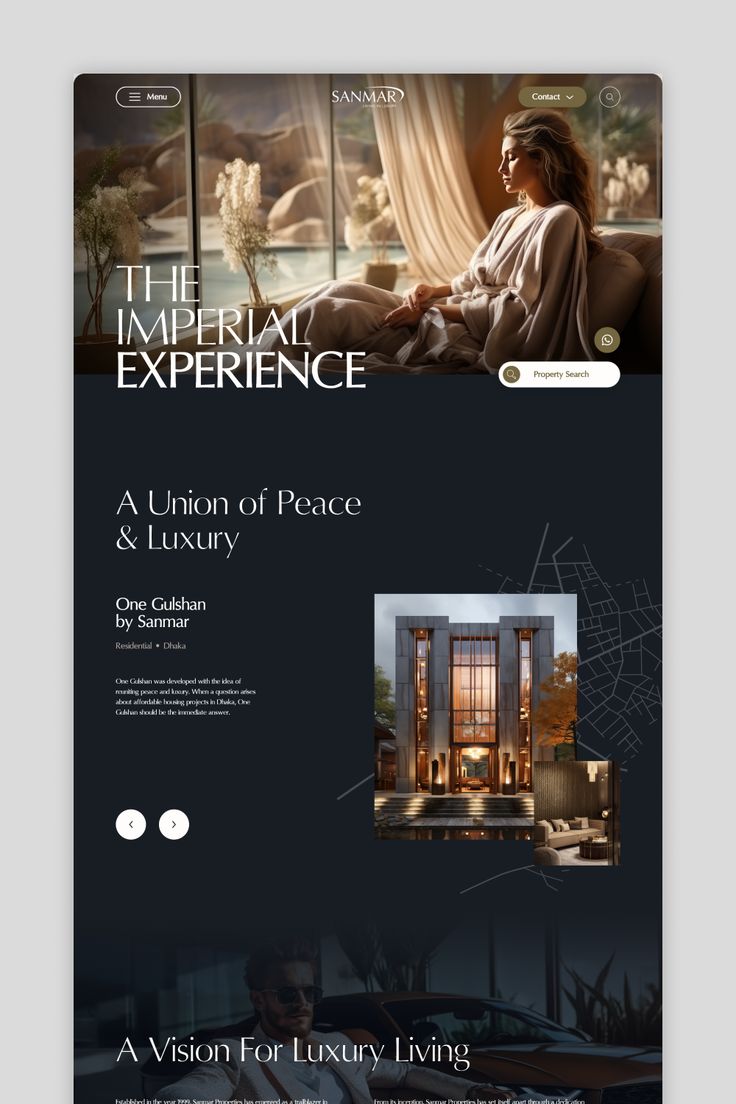 Menu
SANMAR
Contact
THE
IMPERIAL
EXPERIENCE
Property Search
A Union of Peace
& Luxury
One Gulshan
by Sanmar
Residential • Dhaka
One Gulshan was developed with the idea of
reuniting peace and luxury. When a question arises
about affordable housing projects in Dhaka, One
Gulshan should be the immediate answer.
A Vision For Luxury Living
Established in the year 1999, Sanmar Properties has emerged as a trailblazer in
From its inception, Sanmar Properties has set itself apart through a dedication